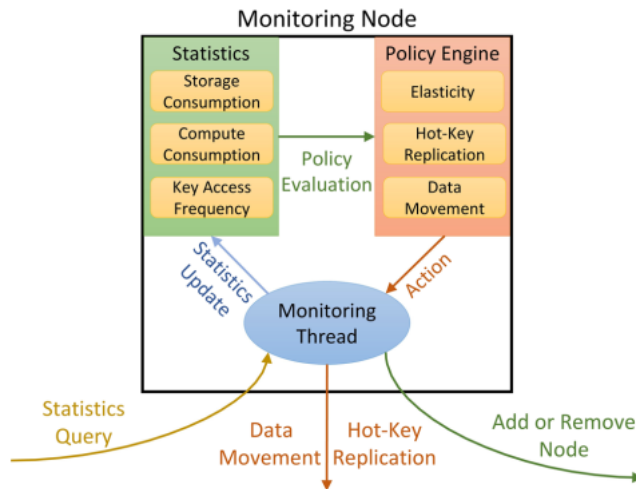 Monitoring Node
Statistics
Storage
Consumption
Compute
Consumption
Key Access
Frequency
Policy
Evaluation
Policy Engine
Elasticity
Hot-Key
Replication
Data
Movement
Statistics
Update
Action
Monitoring
Thread
Statistics
Query
Data
Movement
Hot-Key
Replication
Add or Remove
Node